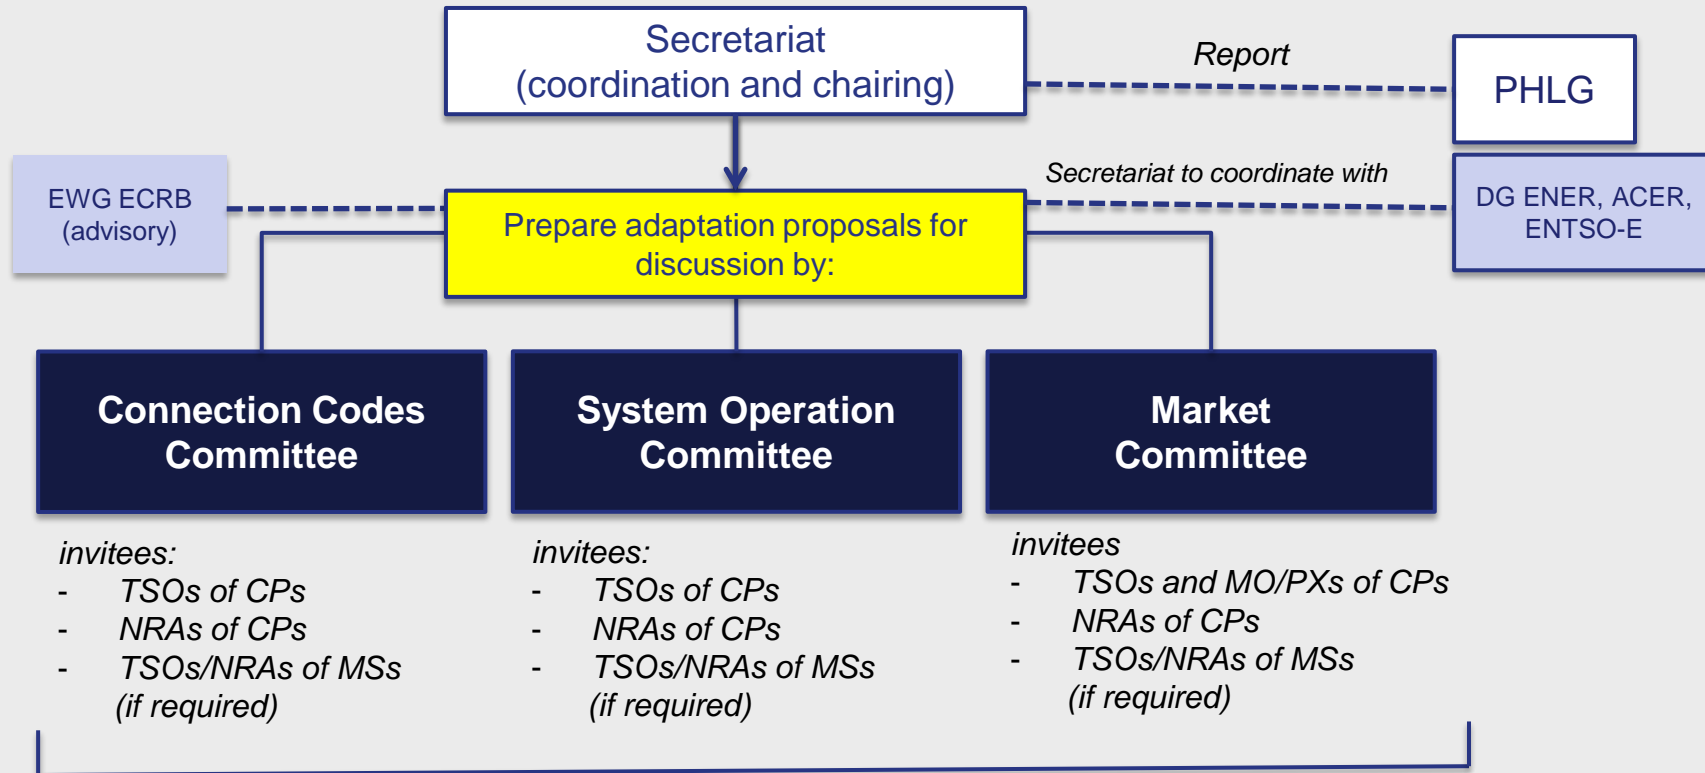 Secretariat
(coordination and chairing)
Report
PHLG
EWG ECRB
(advisory)
Prepare adaptation proposals for
discussion by:
Secretariat to coordinate with
DG ENER, ACER,
ENTSO-E
Connection Codes
Committee
System Operation
Committee
Market
Committee
invitees:
- TSOs of CPs
- NRAs of CPs
- TSOs/NRAs of MSs
(if required)
invitees:
- TSOs of CPs
- NRAs of CPs
- TSOs/NRAs of MSs
(if required)
invitees
- TSOs and MO/PXs of CPs
- NRAs of CPs
- TSOs/NRAs of MSs
(if required)